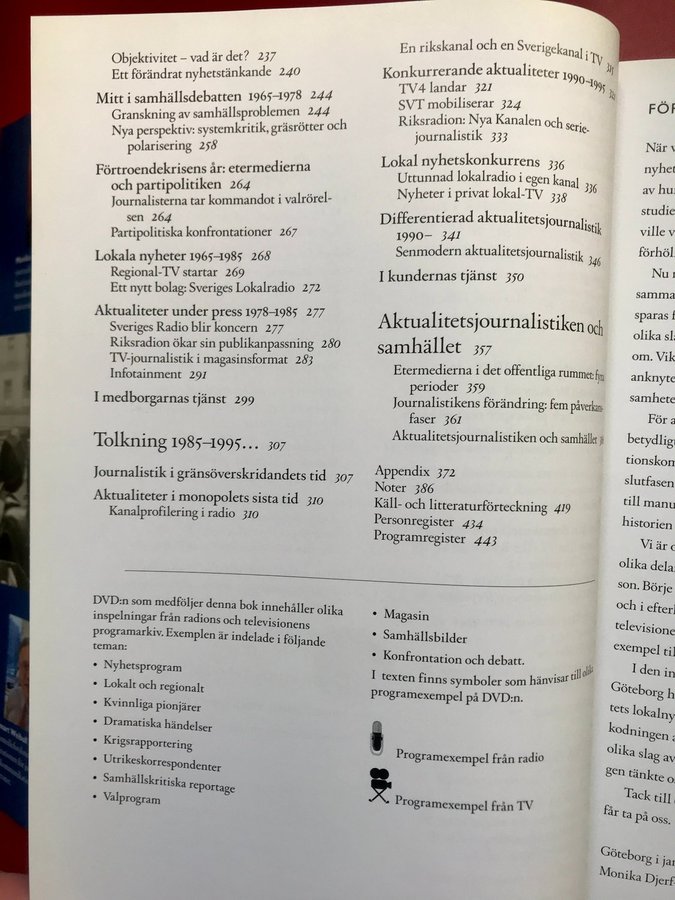 Objektivitet – vad är det? 237
Ett förändrat nyhetstänkande 240
Mitt i samhällsdebatten 1965–1978 244
Granskning av samhällsproblemen 244
Nya perspektiv: systemkritik, gräsrötter och
polarisering 258
Förtroendekrisens år: etermedierna
och partipolitiken 264
Journalisterna tar kommandot i valrörel-
sen 264
Partipolitiska konfrontationer 267
Lokala nyheter 1965–1985 268
Regional-TV startar 269
Ett nytt bolag: Sveriges Lokalradio 272
Aktualiteter under press 1978–1985 277
Sveriges Radio blir koncern 277
Riksradion ökar sin publikanpassning 280
TV-journalistik i magasinsformat 283
Infotainment 291
I medborgarnas tjänst 299
Tolkning 1985–1995… 307
Journalistik i gränsöverskridandets tid 307
Aktualiteter i monopolets sista tid 310
Kanalprofilering i radio 310
En rikskanal och en Sverigekanal i TV
Konkurrerande aktualiteter 1990–1995
TV4 landar 321
SVT mobiliserar 324
Riksradion: Nya Kanalen och serie-
journalistik 333
Lokal nyhetskonkurrens 336
Uttunnad lokalradio i egen kanal 336
Nyheter i privat lokal-TV 338
Differentierad aktualitetsjournalistik
1990– 341
Senmodern aktualitetsjournalistik 346
I kundernas tjänst 350
Aktualitetsjournalistiken och
samhället 357
Etermedierna i det offentliga rummet: fyra
perioder 359
Journalistikens förändring: fem påverkans-
faser 361
Aktualitetsjournalistiken och samhället
Appendix 372
Noter 386
Käll- och litteraturförteckning 419
Personregister 434
Programregister 443
DVD:n som medföljer denna bok innehåller olika
inspelningar från radions och televisionens
programarkiv. Exemplen är indelade i följande
teman:
• Nyhetsprogram
• Lokalt och regionalt
• Kvinnliga pionjärer
• Dramatiska händelser
• Krigsrapportering
• Utrikeskorrespondenter
• Samhällskritiska reportage
• Valprogram
• Magasin
• Samhällsbilder
• Konfrontation och debatt.
I texten finns symboler som hänvisar till olika
programexempel på DVD:n.
Programexempel från radio
Programexempel från TV
FÖR
När v
nyhet
av hu
studie
ville v
förhöl
Nu r
samma
sparas f
olika sl
om. Vik
anknyte
samhete
För a
betydligt
tionskom
slutfasen
till manu
historien
Vi är o
olika dela
son. Börje
och i efter
televisione
exempel til
I den in
Göteborg h
tets lokalny
kodningen a
olika slag av
gen tänkte o
Tack till
får ta på oss.
Göteborg i jan
Monika Djerf-